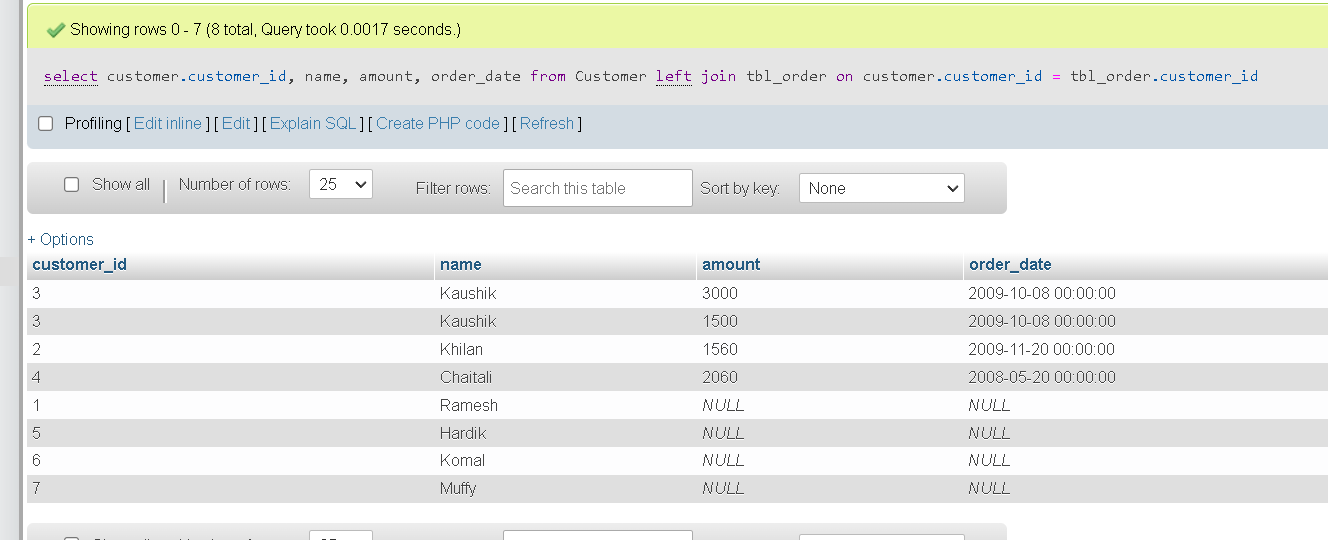 Showing rows 0 - 7 (8 total, Query took 0.0017 seconds.)
select customer.customer_id, name, amount, order_date from Customer left join tbl_order on customer.customer_id = tbl_order.customer_id
Profiling [ Edit inline ] [ Edit ] [ Explain SQL ] [ Create PHP code ] [ Refresh ]
Show all | Number of rows: 25 Filter rows: Search this table Sort by key: None
+ Options
customer_id name amount order_date
3 Kaushik 3000 2009-10-08 00:00:00
3 Kaushik 1500 2009-10-08 00:00:00
2 Khilan 1560 2009-11-20 00:00:00
4 Chaitali 2060 2008-05-20 00:00:00
1 Ramesh NULL NULL
5 Hardik NULL NULL
6 Komal NULL NULL
7 Muffy NULL NULL